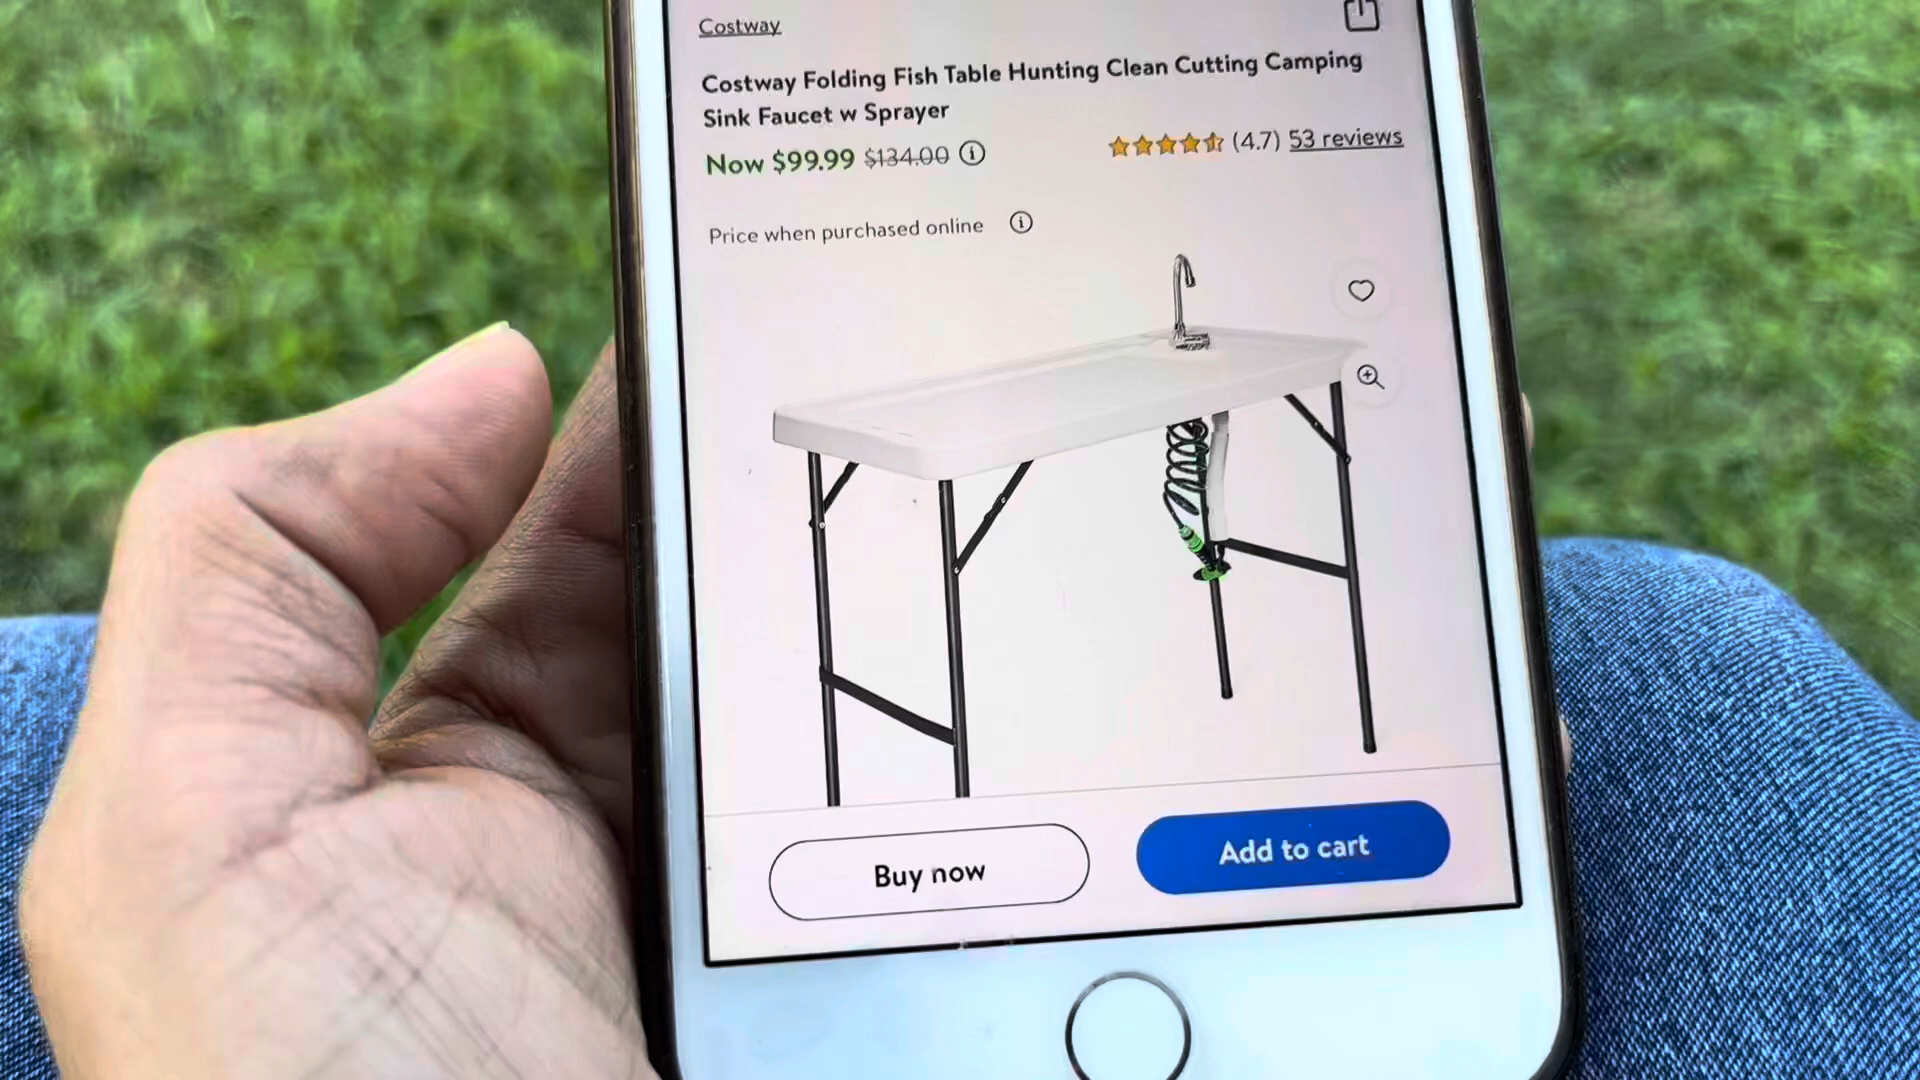 Costway
Costway Folding Fish Table Hunting Clean Cutting Camping
Sink Faucet w Sprayer
Now $99.99 $134.00
(4.7) 53 reviews
Price when purchased online
Buy now
Add to cart